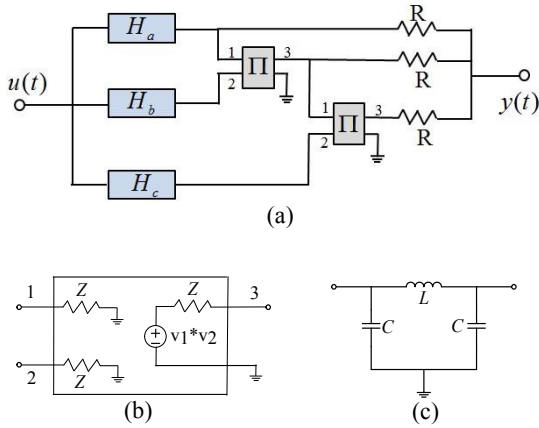 H_a
R
1
3
Π
2
R
u(t)
H_b
y(t)
1
3
Π
R
2
H_c
(a)
1
Z
Z
3
v1*v2
L
C
C
2
Z
(b)
(c)